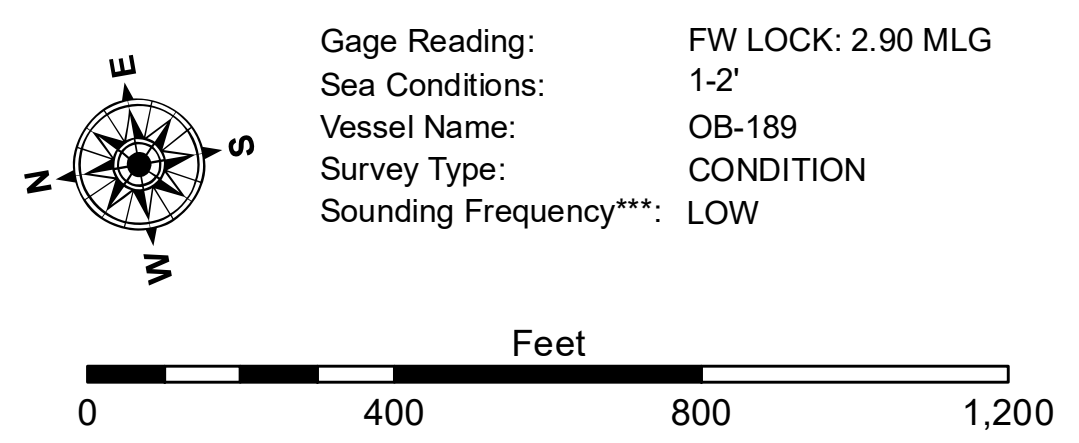 E
S
N
W
Gage Reading: FW LOCK: 2.90 MLG
Sea Conditions: 1-2'
Vessel Name: OB-189
Survey Type: CONDITION
Sounding Frequency***: LOW
Feet
0 400 800 1,200